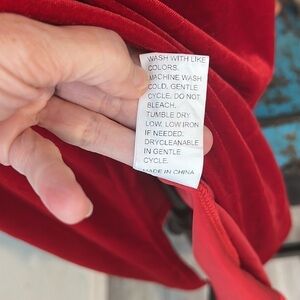 WASH WITH LIKE
COLORS.
MACHINE WASH
COLD, GENTLE
CYCLE. DO NOT
BLEACH.
TUMBLE DRY
LOW. LOW IRON
IF NEEDED.
DRYCLEANABLE
IN GENTLE
CYCLE.
MADE IN CHINA